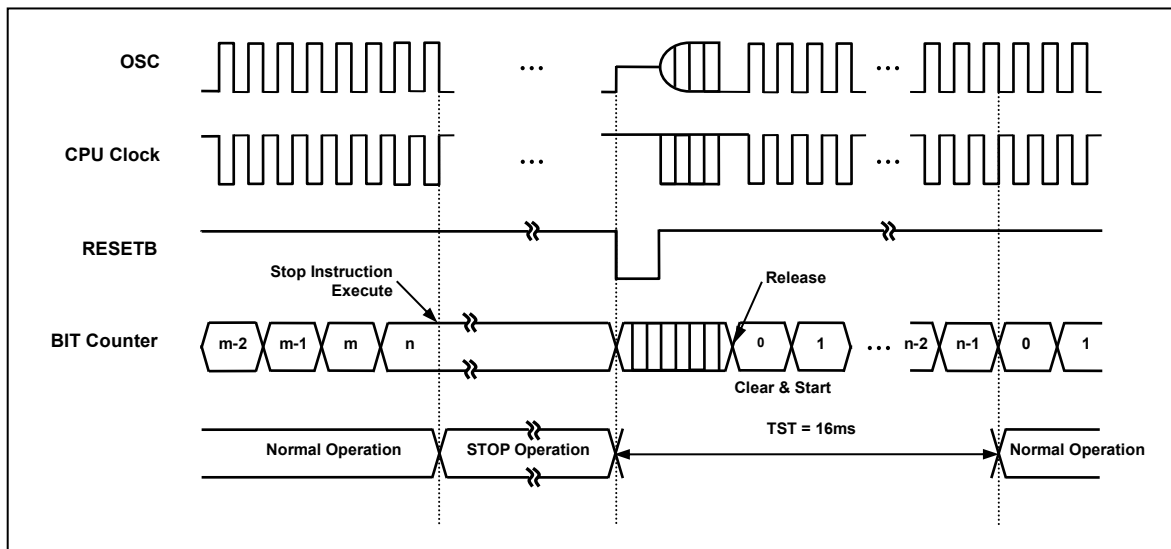 OSC
...
...
CPU Clock
...
...
RESETB
Stop Instruction
Execute
Release
BIT Counter
m-2
m-1
m
n
0
1
...
n-2
n-1
0
1
Clear & Start
Normal Operation
STOP Operation
TST = 16ms
Normal Operation